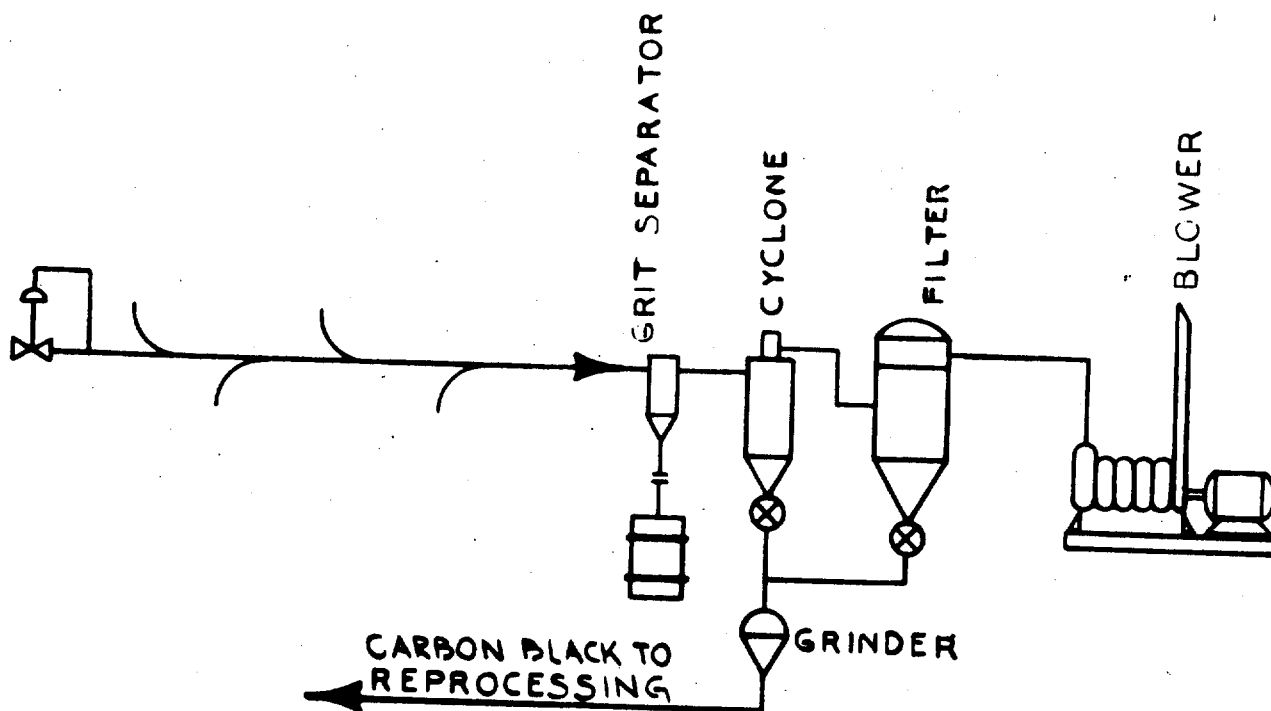 GRIT SEPARATOR
CYCLONE
FILTER
BLOWER
GRINDER
CARBON BLACK TO
REPROCESSING